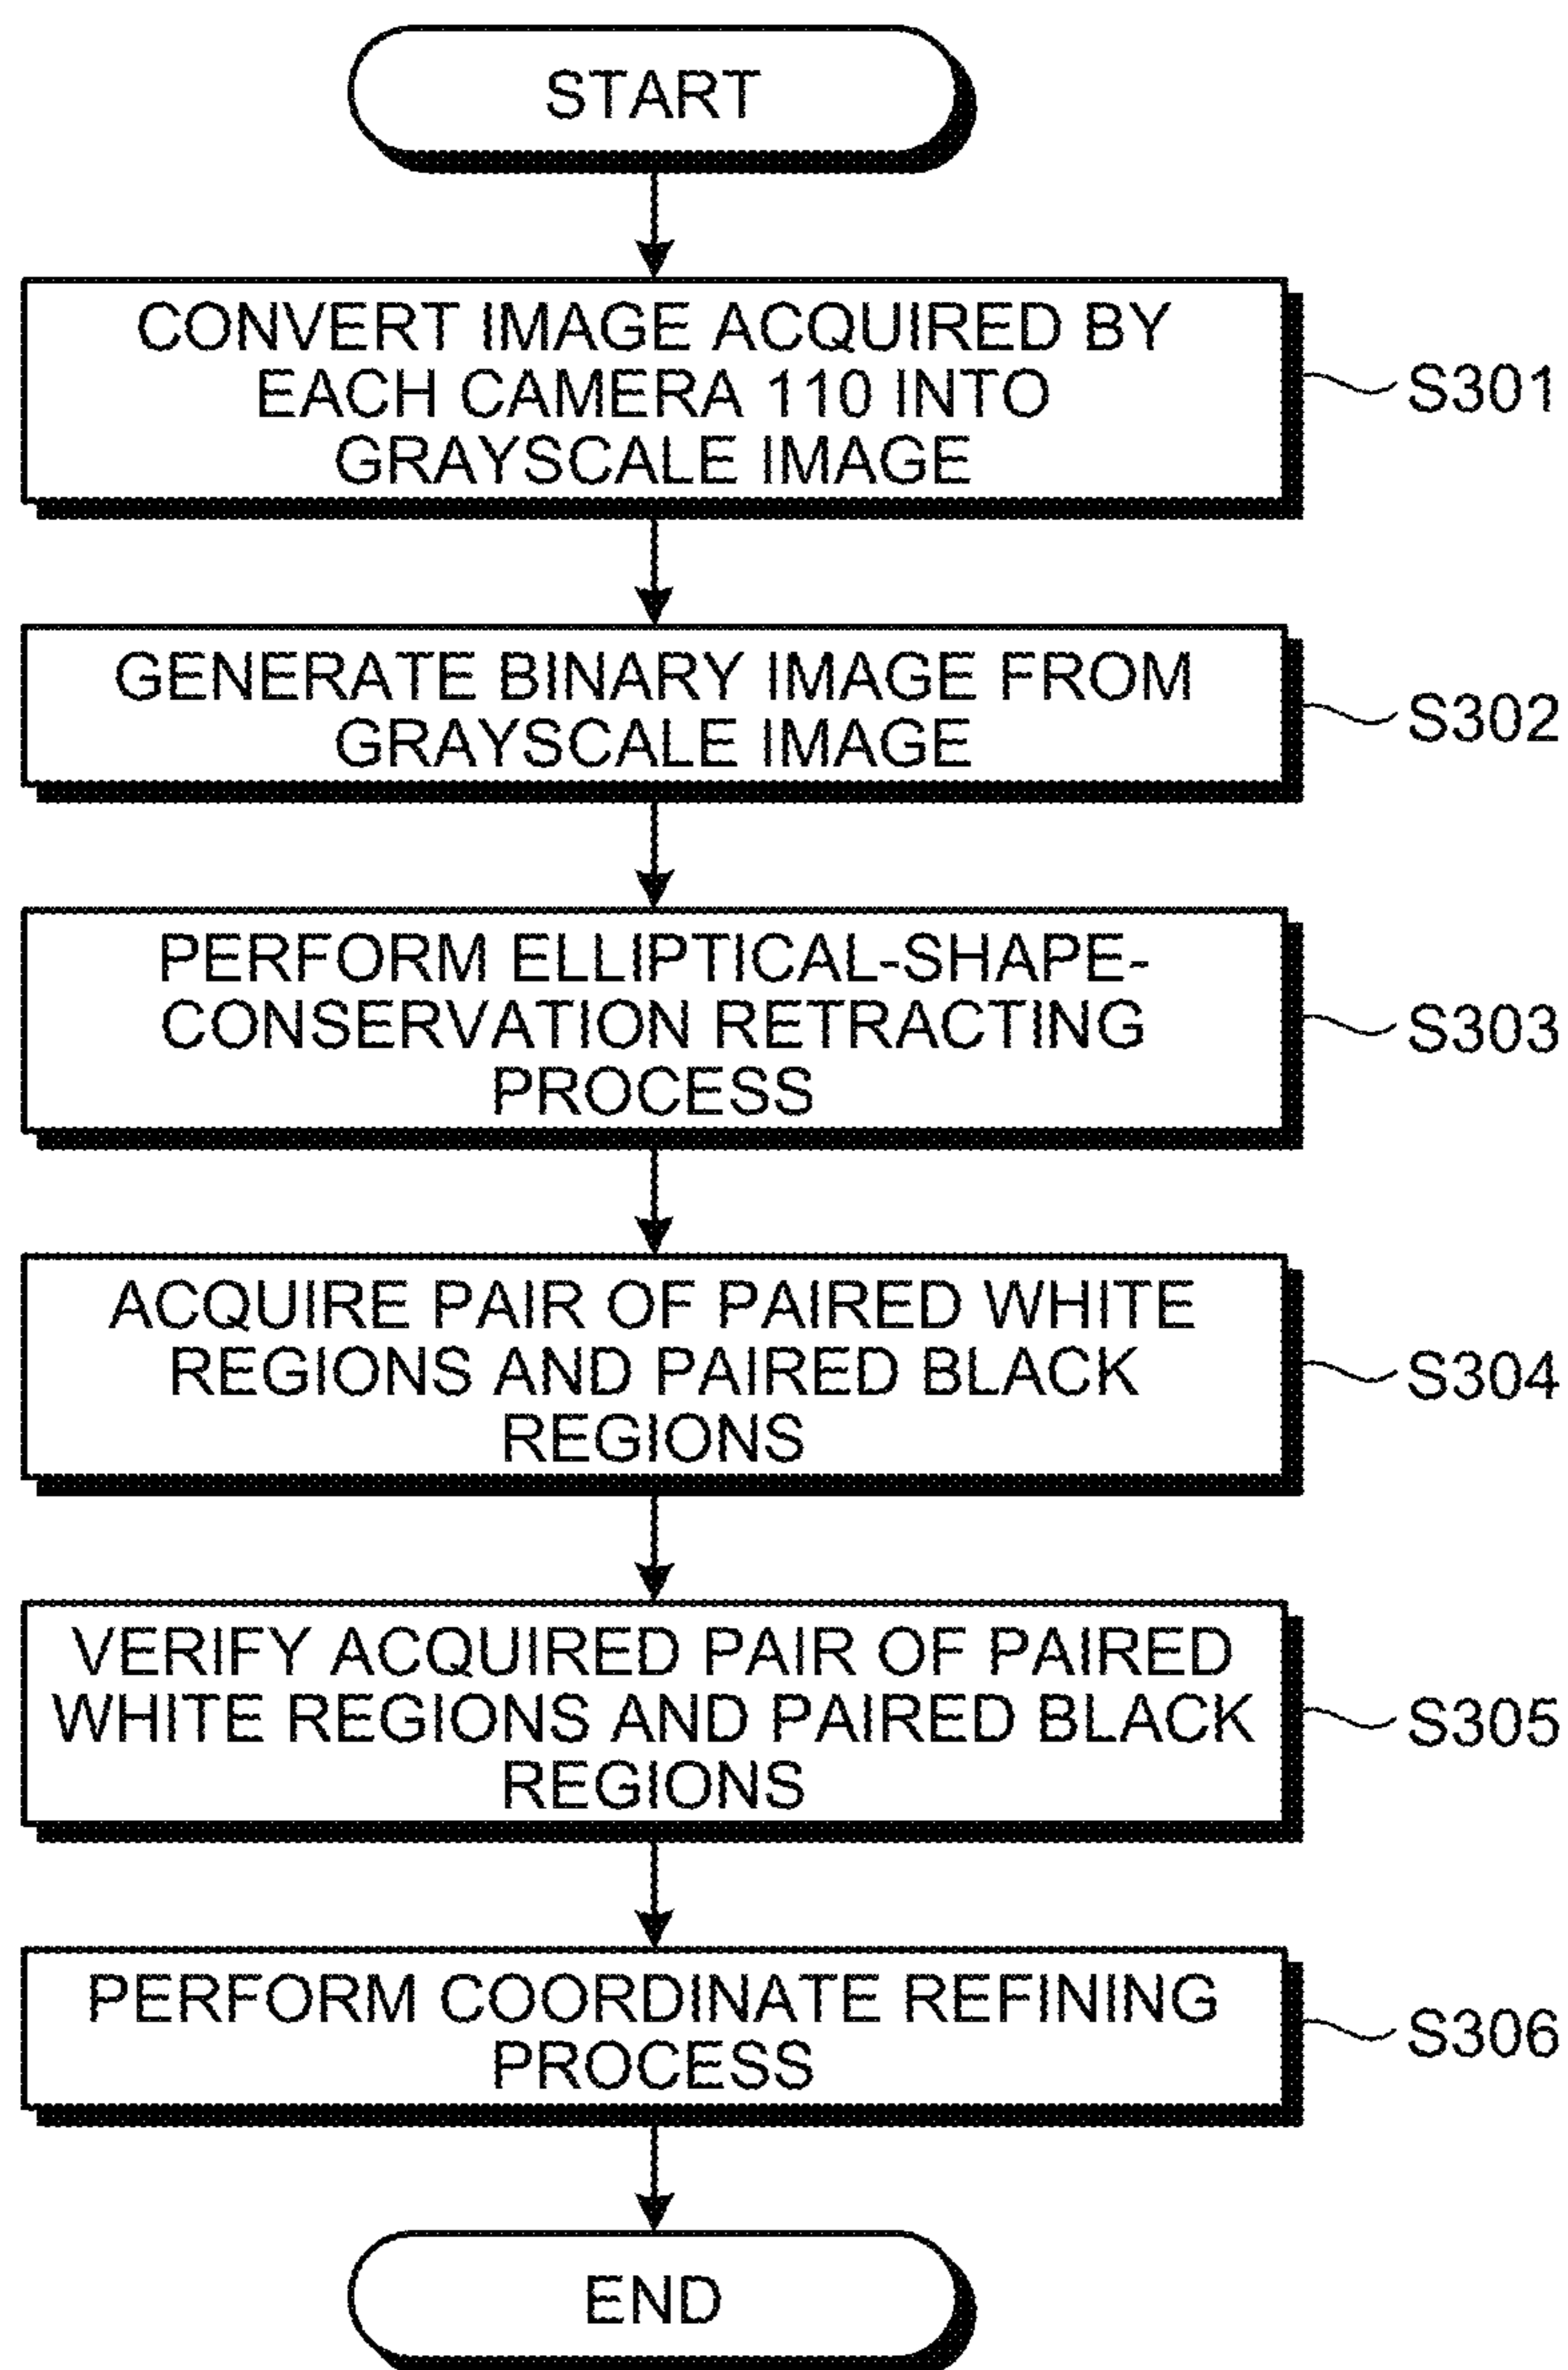 START
CONVERT IMAGE ACQUIRED BY
EACH CAMERA 110 INTO
GRAYSCALE IMAGE
S301
GENERATE BINARY IMAGE FROM
GRAYSCALE IMAGE
S302
PERFORM ELLIPTICAL-SHAPE-
CONSERVATION RETRACTING
PROCESS
S303
ACQUIRE PAIR OF PAIRED WHITE
REGIONS AND PAIRED BLACK
REGIONS
S304
VERIFY ACQUIRED PAIR OF PAIRED
WHITE REGIONS AND PAIRED BLACK
REGIONS
S305
PERFORM COORDINATE REFINING
PROCESS
S306
END